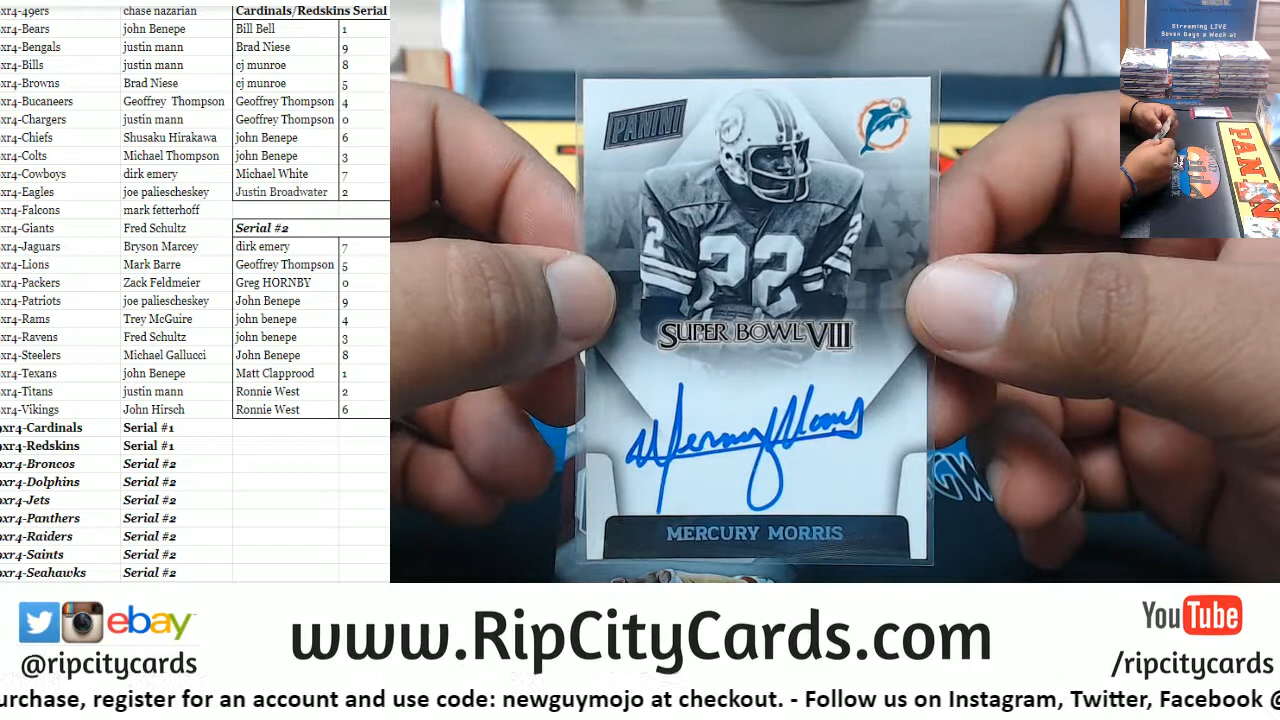 xr4-49ers chase nazarian Cardinals/Redskins Serial
xr4-Bears john Benepe Bill Bell 1
xr4-Bengals justin mann Brad Niese 9
xr4-Bills justin mann cj munroe 8
xr4-Browns Brad Niese cj munroe 5
xr4-Bucaneers Geoffrey Thompson Geoffrey Thompson 4
xr4-Chargers justin mann Geoffrey Thompson 0
xr4-Chiefs Shusaku Hirakawa john Benepe 6
xr4-Colts Michael Thompson john Benepe 3
xr4-Cowboys dirk emery Michael White 7
xr4-Eagles joe paliescheskey Justin Broadwater 2
xr4-Falcons mark fetterhoff
xr4-Giants Fred Schultz Serial #2
xr4-Jaguars Bryson Marcey dirk emery 7
xr4-Lions Mark Barre Geoffrey Thompson 5
xr4-Packers Zack Feldmeier Greg HORNBY 0
xr4-Patriots joe paliescheskey John Benepe 9
xr4-Rams Trey McGuire john benepe 4
xr4-Ravens Fred Schultz john benepe 3
xr4-Steelers Michael Gallucci John Benepe 8
xr4-Texans john Benepe Matt Clapprood 1
xr4-Titans justin mann Ronnie West 2
xr4-Vikings John Hirsch Ronnie West 6
xr4-Cardinals Serial #1
xr4-Redskins Serial #1
xr4-Broncos Serial #2
xr4-Dolphins Serial #2
xr4-Jets Serial #2
xr4-Panthers Serial #2
xr4-Raiders Serial #2
xr4-Saints Serial #2
xr4-Seahawks Serial #2
PANINI
22
22
SUPER BOWL VIII
Mercury Morris
MERCURY MORRIS
Streaming LIVE
Seven Days a Week at
PANINI
ebay
@ripcitycards
www.RipCityCards.com
YouTube
/ripcitycards
urchase, register for an account and use code: newguymojo at checkout. - Follow us on Instagram, Twitter, Facebook @